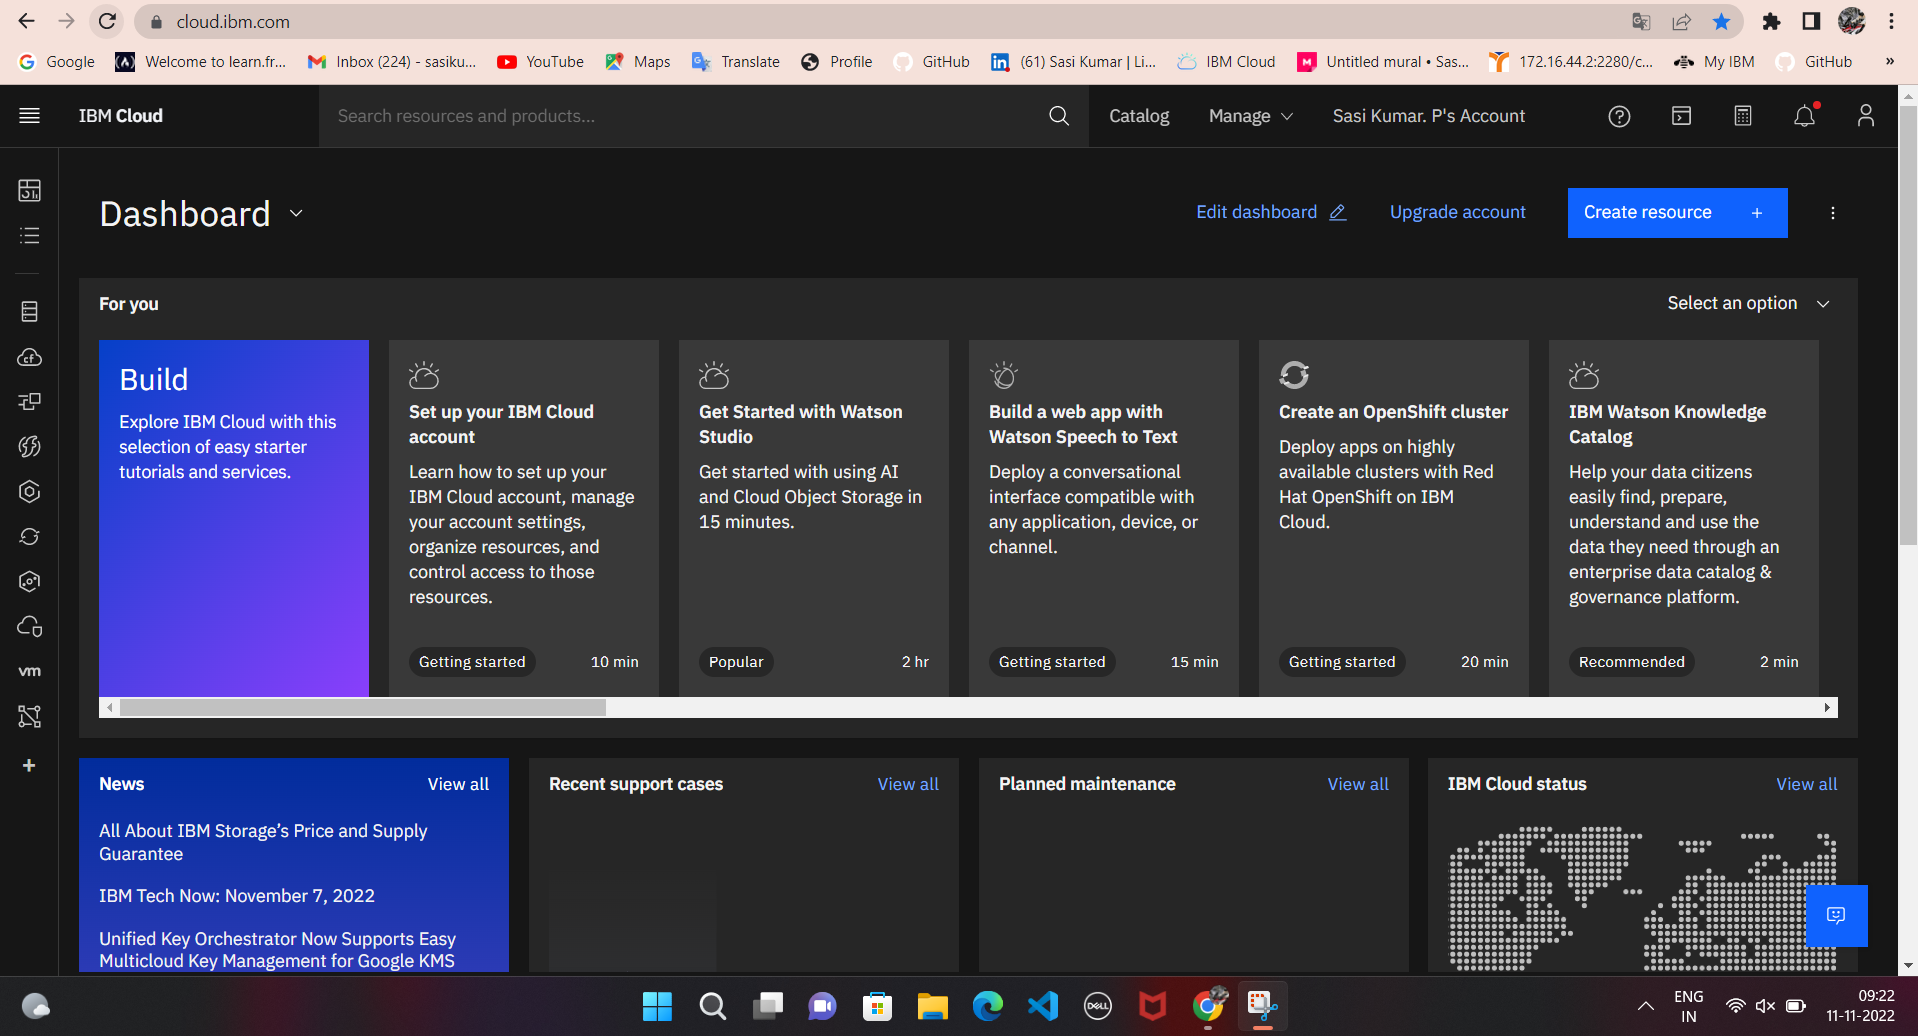 cloud.ibm.com
Google
Welcome to learn.fr...
Inbox (224) - sasiku...
YouTube
Maps
Translate
Profile
GitHub
(61) Sasi Kumar | Li...
IBM Cloud
Untitled mural • Sas...
172.16.44.2:2280/c...
My IBM
GitHub
»
IBM Cloud
Search resources and products...
Catalog
Manage
Sasi Kumar. P's Account
Dashboard
Edit dashboard
Upgrade account
Create resource +
For you
Select an option
Build
Explore IBM Cloud with this
selection of easy starter
tutorials and services.
Set up your IBM Cloud
account
Learn how to set up your
IBM Cloud account, manage
your account settings,
organize resources, and
control access to those
resources.
Getting started
10 min
Get Started with Watson
Studio
Get started with using AI
and Cloud Object Storage in
15 minutes.
Popular
2 hr
Build a web app with
Watson Speech to Text
Deploy a conversational
interface compatible with
any application, device, or
channel.
Getting started
15 min
Create an OpenShift cluster
Deploy apps on highly
available clusters with Red
Hat OpenShift on IBM
Cloud.
Getting started
20 min
IBM Watson Knowledge
Catalog
Help your data citizens
easily find, prepare,
understand and use the
data they need through an
enterprise data catalog &
governance platform.
Recommended
2 min
cf
vm
News
View all
All About IBM Storage’s Price and Supply
Guarantee
IBM Tech Now: November 7, 2022
Unified Key Orchestrator Now Supports Easy
Multicloud Key Management for Google KMS
Recent support cases
View all
Planned maintenance
View all
IBM Cloud status
View all
DELL
ENG
IN
09:22
11-11-2022